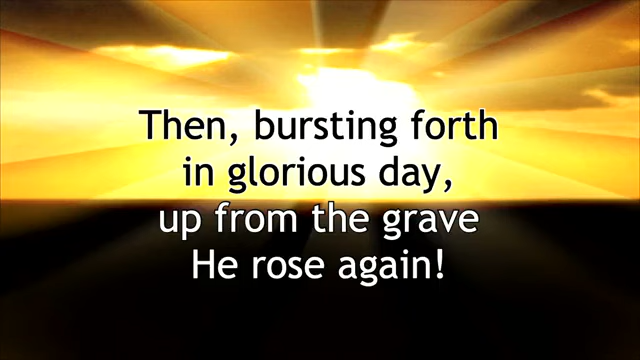 Then, bursting forth
in glorious day,
up from the grave
He rose again!